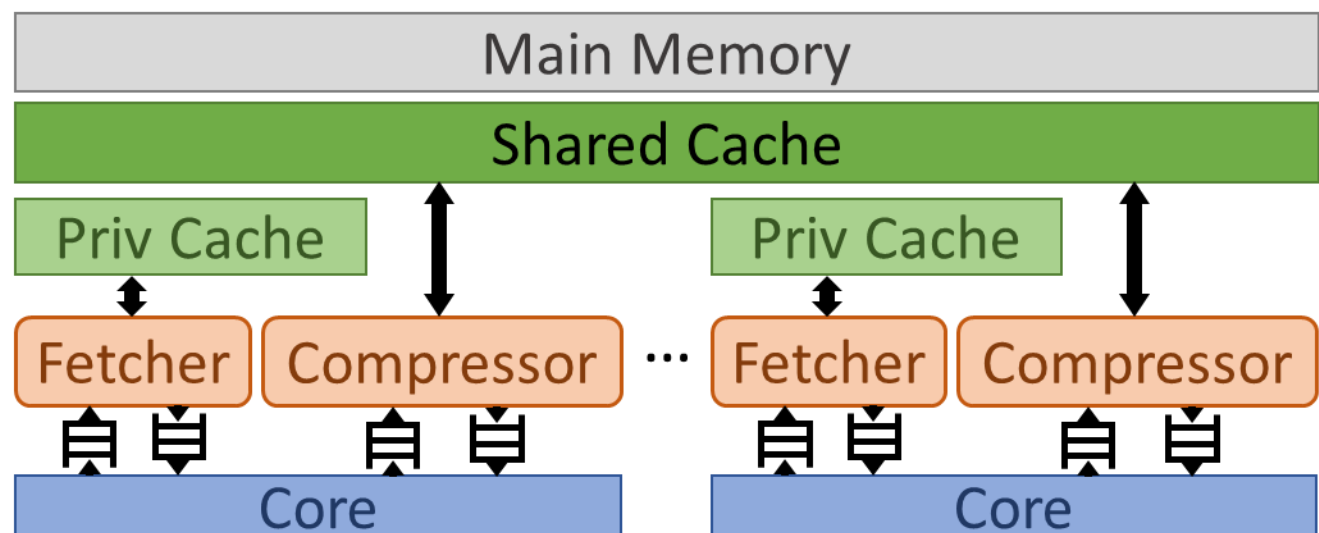 Main Memory
Shared Cache
Priv Cache
Priv Cache
Fetcher
Compressor
...
Fetcher
Compressor
Core
Core